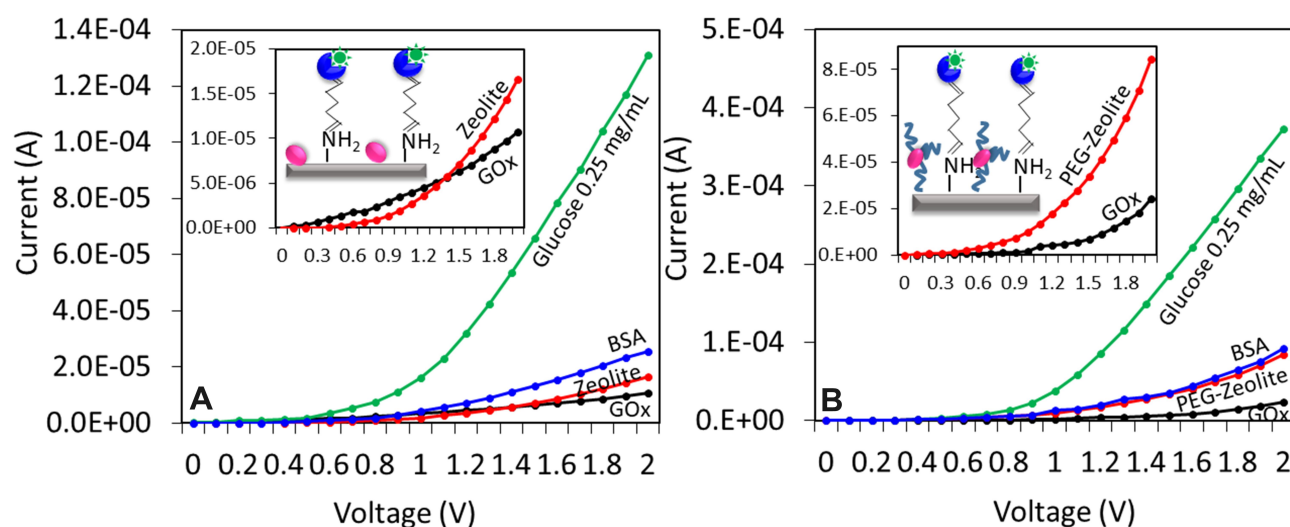 1.4E-04
1.2E-04
1.0E-04
8.0E-05
6.0E-05
4.0E-05
2.0E-05
0.0E+00
Current (A)
2.0E-05
1.5E-05
1.0E-05
5.0E-06
0.0E+00
0 0.3 0.6 0.9 1.2 1.5 1.8
NH2 NH2
Zeolite
GOx
Glucose 0.25 mg/mL
BSA
Zeolite
GOx
A
0 0.2 0.4 0.6 0.8 1 1.2 1.4 1.6 1.8 2
Voltage (V)
5.E-04
4.E-04
3.E-04
2.E-04
1.E-04
0.E+00
Current (A)
8.E-05
6.E-05
4.E-05
2.E-05
0.E+00
0 0.3 0.6 0.9 1.2 1.5 1.8
NH2 NH2
PEG-Zeolite
GOx
Glucose 0.25 mg/mL
BSA
PEG-Zeolite
GOx
B
0 0.2 0.4 0.6 0.8 1 1.2 1.4 1.6 1.8 2
Voltage (V)